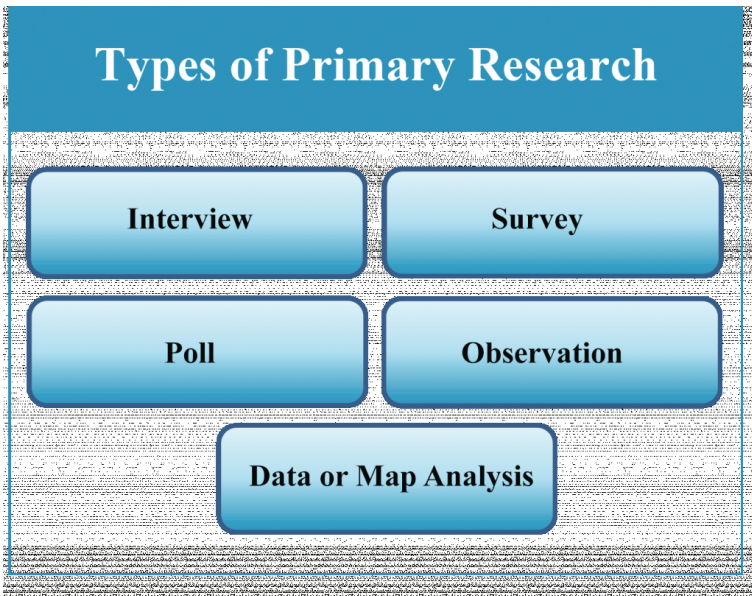 Types of Primary Research
Interview
Survey
Poll
Observation
Data or Map Analysis